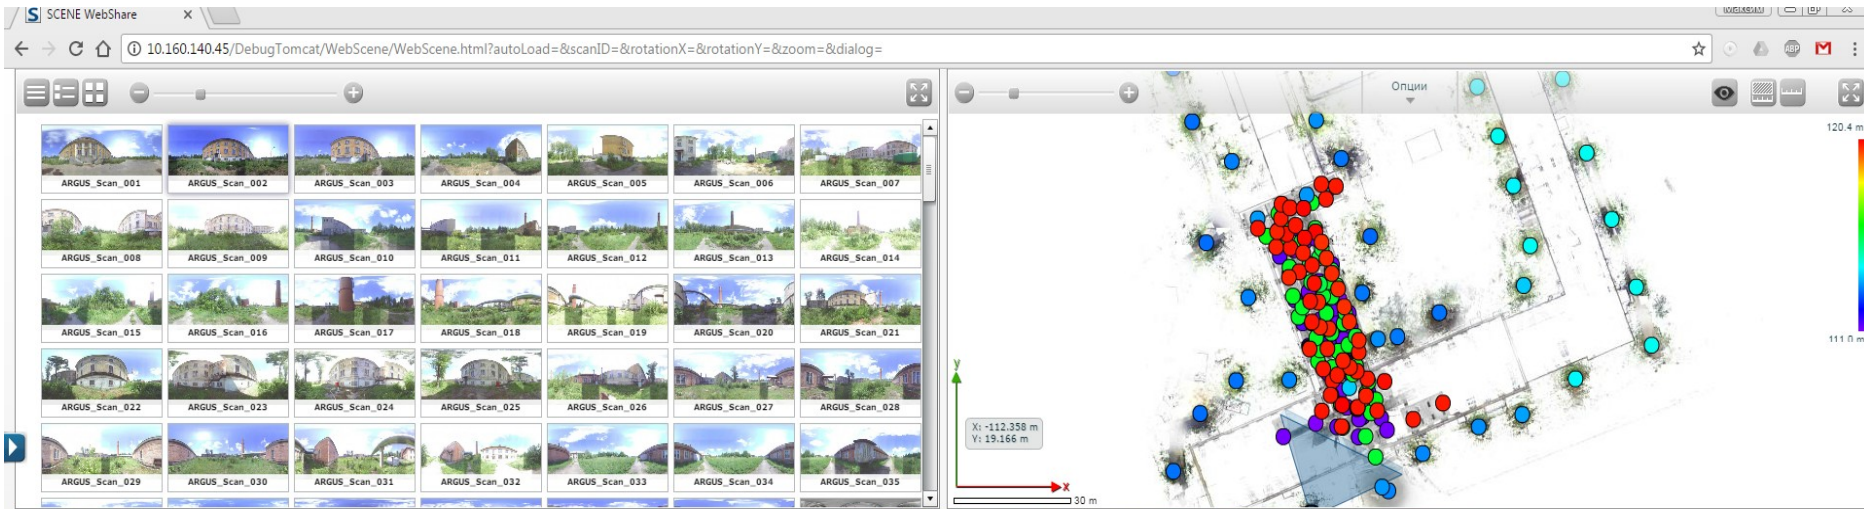 SCENE WebShare
Максим
10.160.140.45/DebugTomcat/WebScene/WebScene.html?autoLoad=&scanID=&rotationX=&rotationY=&zoom=&dialog=
ABP
Опции
120.4 m
111.0 m
ARGUS_Scan_001 ARGUS_Scan_002 ARGUS_Scan_003 ARGUS_Scan_004 ARGUS_Scan_005 ARGUS_Scan_006 ARGUS_Scan_007
ARGUS_Scan_008 ARGUS_Scan_009 ARGUS_Scan_010 ARGUS_Scan_011 ARGUS_Scan_012 ARGUS_Scan_013 ARGUS_Scan_014
ARGUS_Scan_015 ARGUS_Scan_016 ARGUS_Scan_017 ARGUS_Scan_018 ARGUS_Scan_019 ARGUS_Scan_020 ARGUS_Scan_021
ARGUS_Scan_022 ARGUS_Scan_023 ARGUS_Scan_024 ARGUS_Scan_025 ARGUS_Scan_026 ARGUS_Scan_027 ARGUS_Scan_028
ARGUS_Scan_029 ARGUS_Scan_030 ARGUS_Scan_031 ARGUS_Scan_032 ARGUS_Scan_033 ARGUS_Scan_034 ARGUS_Scan_035
y
X: -112.358 m
Y: 19.166 m
x
30 m